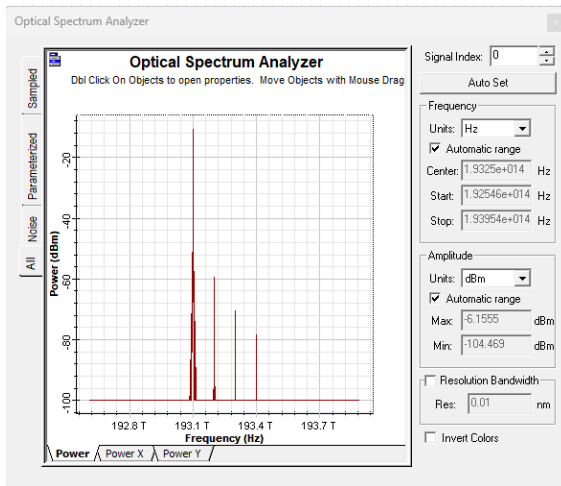 Optical Spectrum Analyzer
x
Optical Spectrum Analyzer
Dbl Click On Objects to open properties.  Move Objects with Mouse Drag
Sampled
Parameterized
Noise
All
Power (dBm)
-20
-40
-60
-80
-100
192.8 T
193.1 T
193.4 T
193.7 T
Frequency (Hz)
Power
Power X
Power Y
Signal Index: 0
Auto Set
Frequency
Units: Hz
Automatic range
Center: 1.9325e+014 Hz
Start: 1.92546e+014 Hz
Stop: 1.93954e+014 Hz
Amplitude
Units: dBm
Automatic range
Max: -6.1555 dBm
Min: -104.469 dBm
Resolution Bandwidth
Res: 0.01 nm
Invert Colors